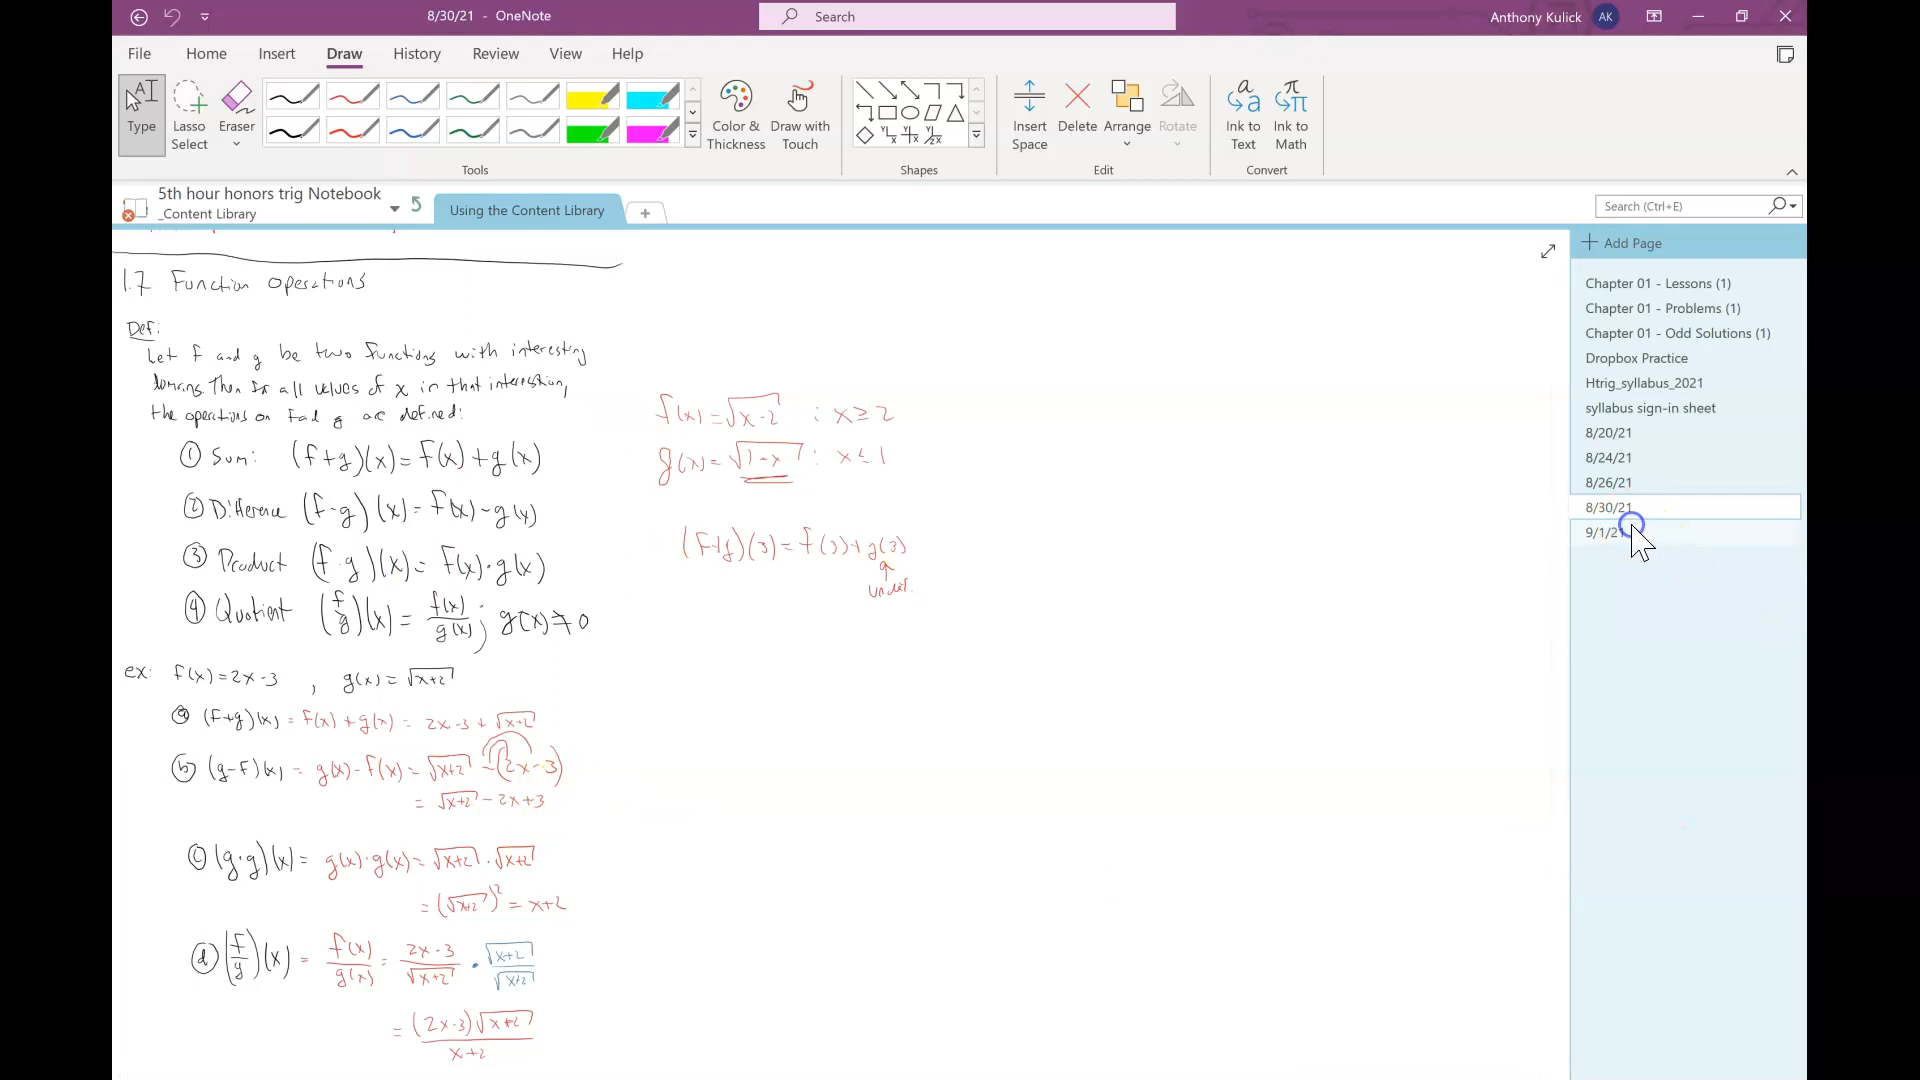 8/30/21 - OneNote
Search
Anthony Kulick
AK
File
Home
Insert
Draw
History
Review
View
Help
Type
Lasso Select
Eraser
Color & Thickness
Draw with Touch
Insert Space
Delete
Arrange
Rotate
Ink to Text
Ink to Math
Tools
Shapes
Edit
Convert
5th hour honors trig Notebook
_Content Library
Using the Content Library
Search (Ctrl+E)
Add Page
Chapter 01 - Lessons (1)
Chapter 01 - Problems (1)
Chapter 01 - Odd Solutions (1)
Dropbox Practice
Htrig_syllabus_2021
syllabus sign-in sheet
8/20/21
8/24/21
8/26/21
8/30/21
9/1/21
1.7 Function Operations
Def:
Let f and g be two functions with
Then for all values of x in that
the operations on f and g are defined:
① Sum: (f+g)(x)=f(x)+g(x)
② Difference (f-g)(x)=f(x)-g(x)
③ Product (f·g)(x)=f(x)·g(x)
④ Quotient (f/g)(x)=f(x)/g(x); g(x)≠0
ex: f(x)=2x-3 , g(x)=√(x+2)
ⓐ (f+g)(x)=f(x)+g(x)= 2x-3+√(x+2)
ⓑ (g-f)(x)= g(x)-f(x)=√(x+2) -(2x-3)
= √(x+2) -2x+3
ⓒ (g·g)(x)= g(x)·g(x)=√(x+2)·√(x+2)
=(√(x+2))²= x+2
ⓓ (f/g)(x)= f(x)/g(x) = (2x-3)/√(x+2) · √(x+2)/√(x+2)
= (2x-3)√(x+2)/(x+2)
f(x)=√(x-2) : x≥2
g(x)=√(1-x) : x≤1
(f+g)(3)=f(3)+g(3)
undef.